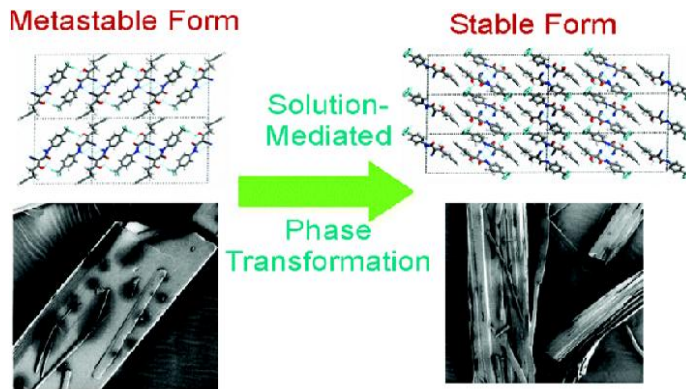 Metastable Form
Stable Form
Solution-
Mediated
Phase
Transformation